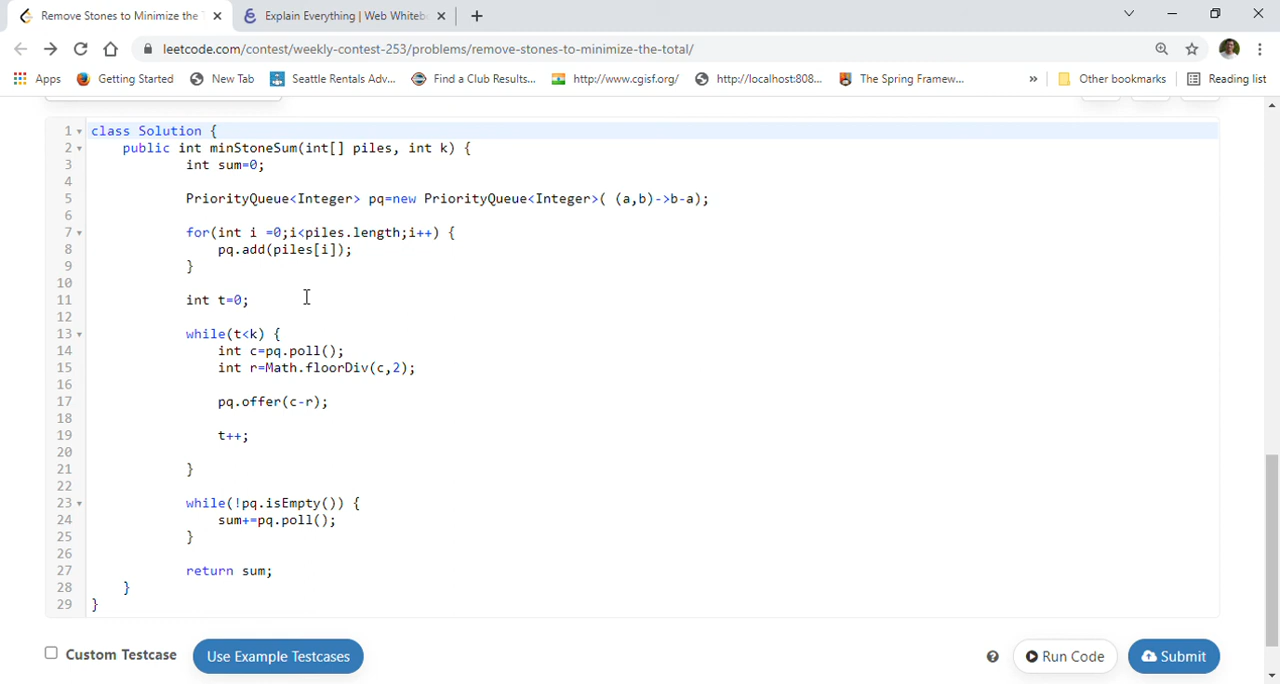 Remove Stones to Minimize the
Explain Everything | Web Whitebo
leetcode.com/contest/weekly-contest-253/problems/remove-stones-to-minimize-the-total/
Apps Getting Started New Tab Seattle Rentals Adv... Find a Club Results... http://www.cgisf.org/ http://localhost:808... The Spring Framew... » Other bookmarks Reading list
1 class Solution {
2 public int minStoneSum(int[] piles, int k) {
3 int sum=0;
4
5 PriorityQueue<Integer> pq=new PriorityQueue<Integer>( (a,b)->b-a);
6
7 for(int i =0;i<piles.length;i++) {
8 pq.add(piles[i]);
9 }
10
11 int t=0;
12
13 while(t<k) {
14 int c=pq.poll();
15 int r=Math.floorDiv(c,2);
16
17 pq.offer(c-r);
18
19 t++;
20
21 }
22
23 while(!pq.isEmpty()) {
24 sum+=pq.poll();
25 }
26
27 return sum;
28 }
29 }
Custom Testcase Use Example Testcases ? Run Code Submit